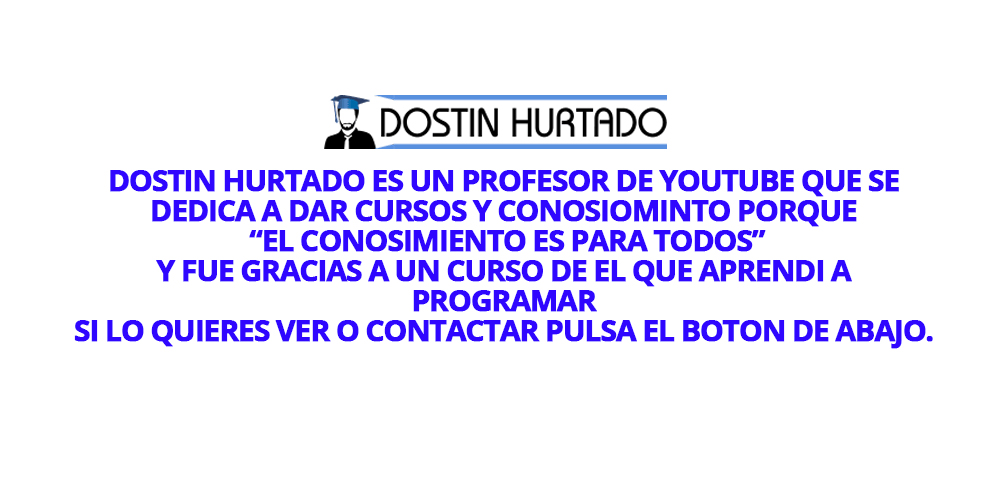 DOSTIN HURTADO
DOSTIN HURTADO ES UN PROFESOR DE YOUTUBE QUE SE
DEDICA A DAR CURSOS Y CONOSIOMINTO PORQUE
“EL CONOSIMIENTO ES PARA TODOS”
Y FUE GRACIAS A UN CURSO DE EL QUE APRENDI A
PROGRAMAR
SI LO QUIERES VER O CONTACTAR PULSA EL BOTON DE ABAJO.